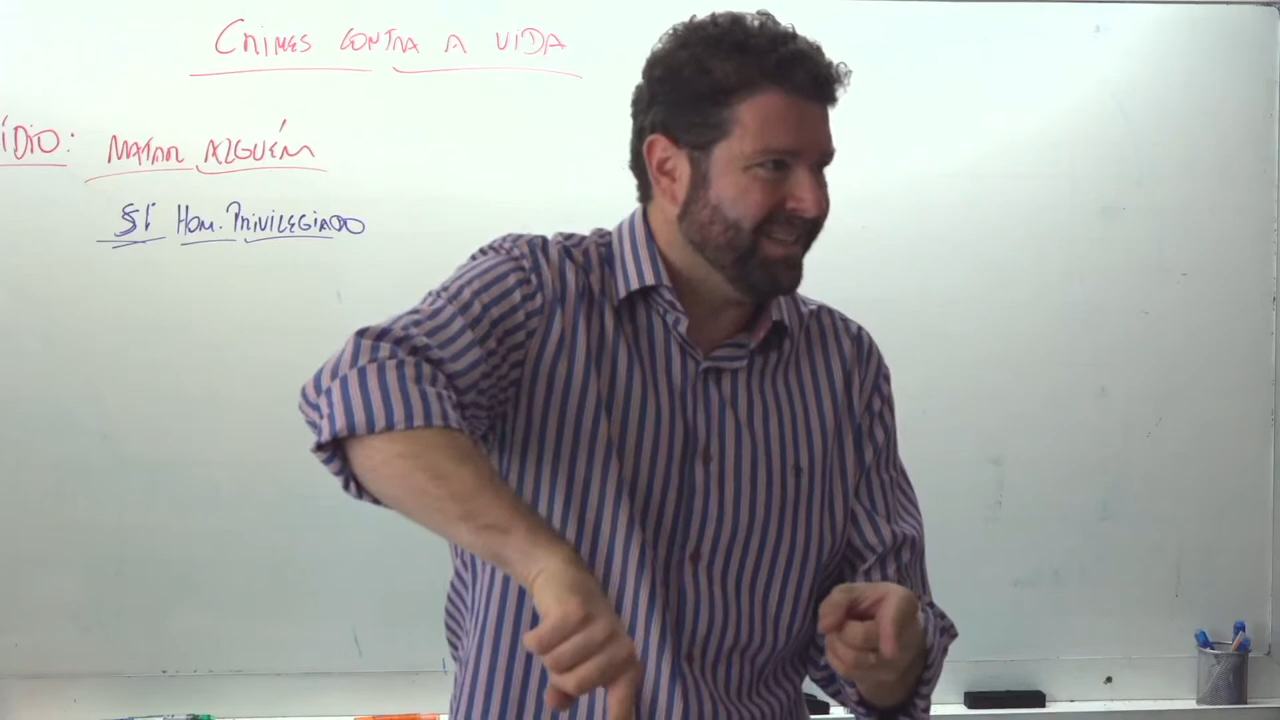 CRIMES CONTRA A VIDA
ÍDIO: MATAR ALGUÉM
§1º HOM. PRIVILEGIADO